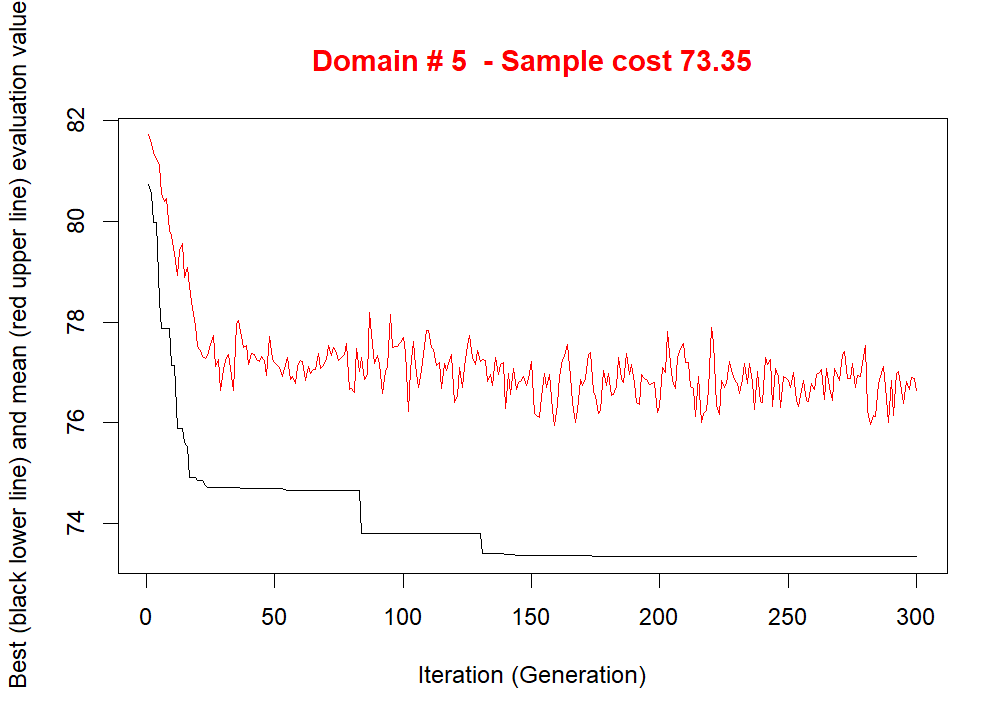 Domain # 5  - Sample cost 73.35
Best (black lower line) and mean (red upper line) evaluation value
82
80
78
76
74
0 50 100 150 200 250 300
Iteration (Generation)